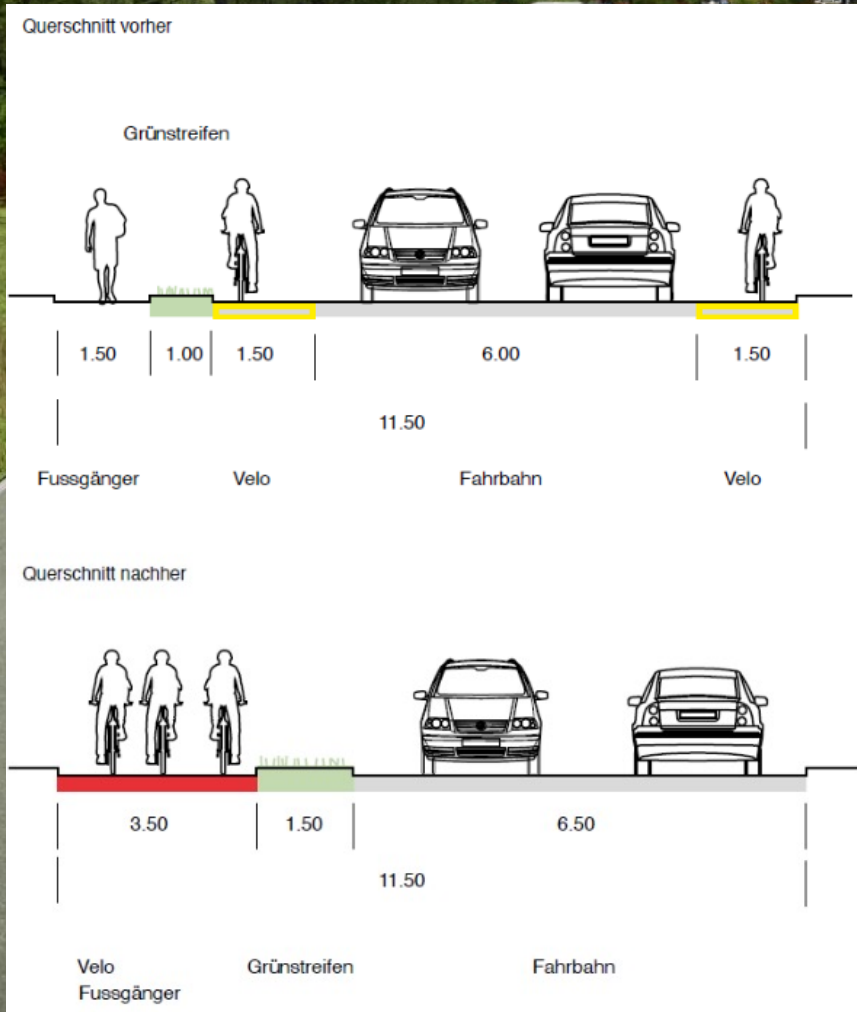 Querschnitt vorher
Grünstreifen
1.50 1.00 1.50 6.00 1.50
11.50
Fussgänger Velo Fahrbahn Velo
Querschnitt nachher
3.50 1.50 6.50
11.50
Velo Grünstreifen Fahrbahn
Fussgänger